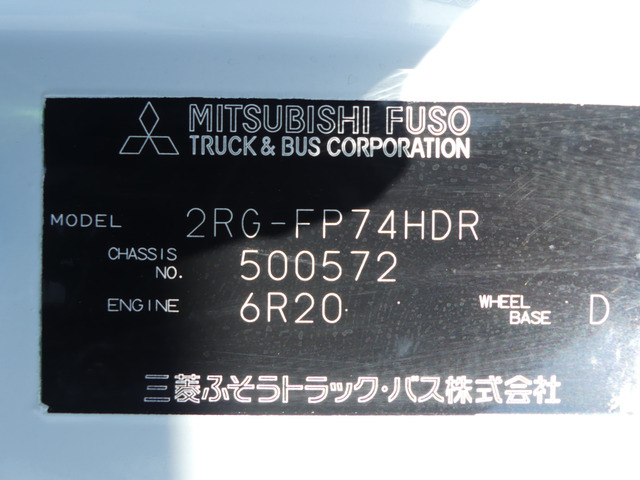 MITSUBISHI FUSO
TRUCK & BUS CORPORATION
MODEL 2RG-FP74HDR
CHASSIS NO. 500572
ENGINE 6R20 WHEEL BASE D
三菱ふそうトラック・バス株式会社